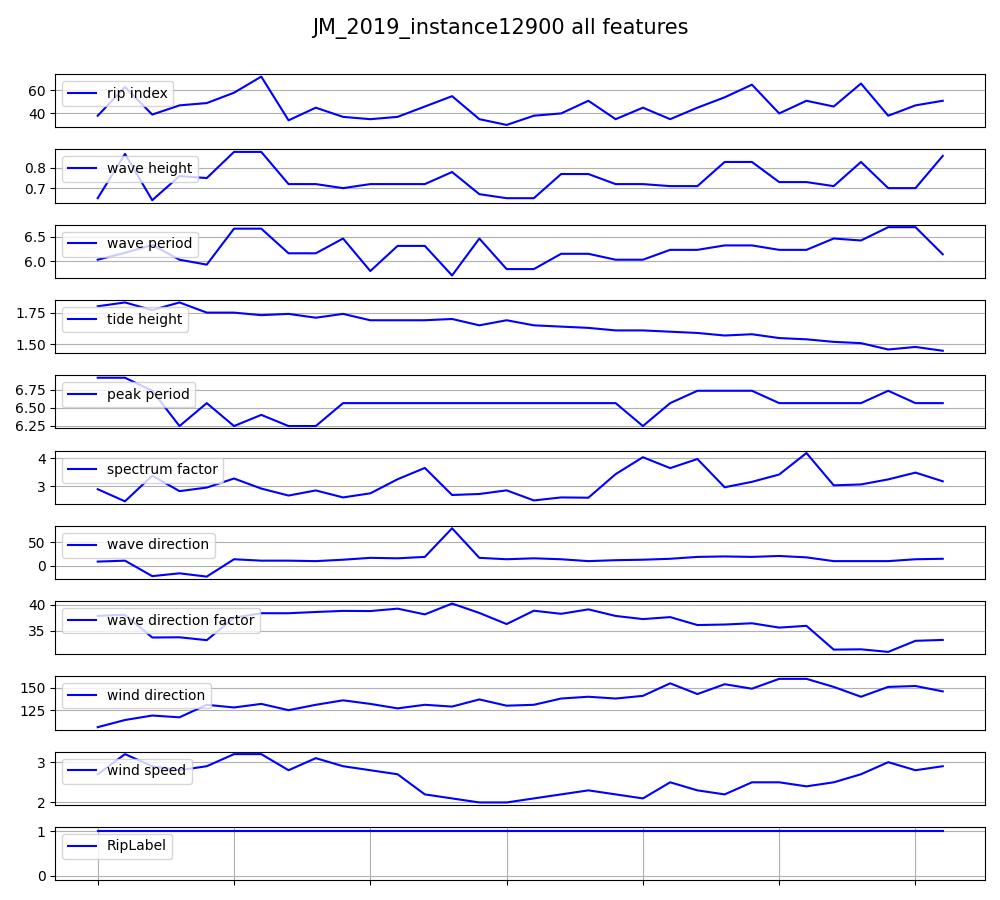 JM_2019_instance12900 all features
60
40
rip index
0.8
0.7
wave height
6.5
6.0
wave period
1.75
1.50
tide height
6.75
6.50
6.25
peak period
4
3
spectrum factor
50
0
wave direction
40
35
wave direction factor
150
125
wind direction
3
2
wind speed
1
0
RipLabel